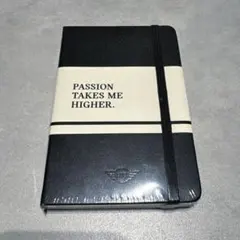 PASSION
TAKES ME
HIGHER.